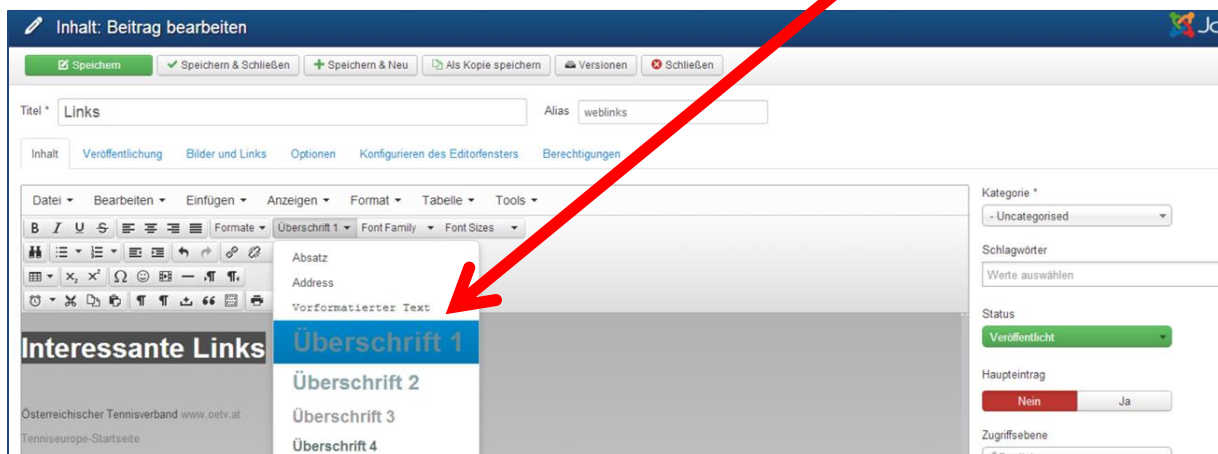 Inhalt: Beitrag bearbeiten
Speichern Speichern & Schließen Speichern & Neu Als Kopie speichern Versionen Schließen
Titel * Links Alias weblinks
Inhalt Veröffentlichung Bilder und Links Optionen Konfigurieren des Editorfensters Berechtigungen
Datei Bearbeiten Einfügen Anzeigen Format Tabelle Tools
B I U S Formate Überschrift 1 Font Family Font Sizes
Absatz
Address
Vorformatierter Text
Überschrift 1
Überschrift 2
Überschrift 3
Überschrift 4
Interessante Links
Österreichischer Tennisverband www.oetv.at
Tenniseurope-Startseite
Kategorie *
- Uncategorised
Schlagwörter
Werte auswählen
Status
Veröffentlicht
Haupteintrag
Nein Ja
Zugriffsebene